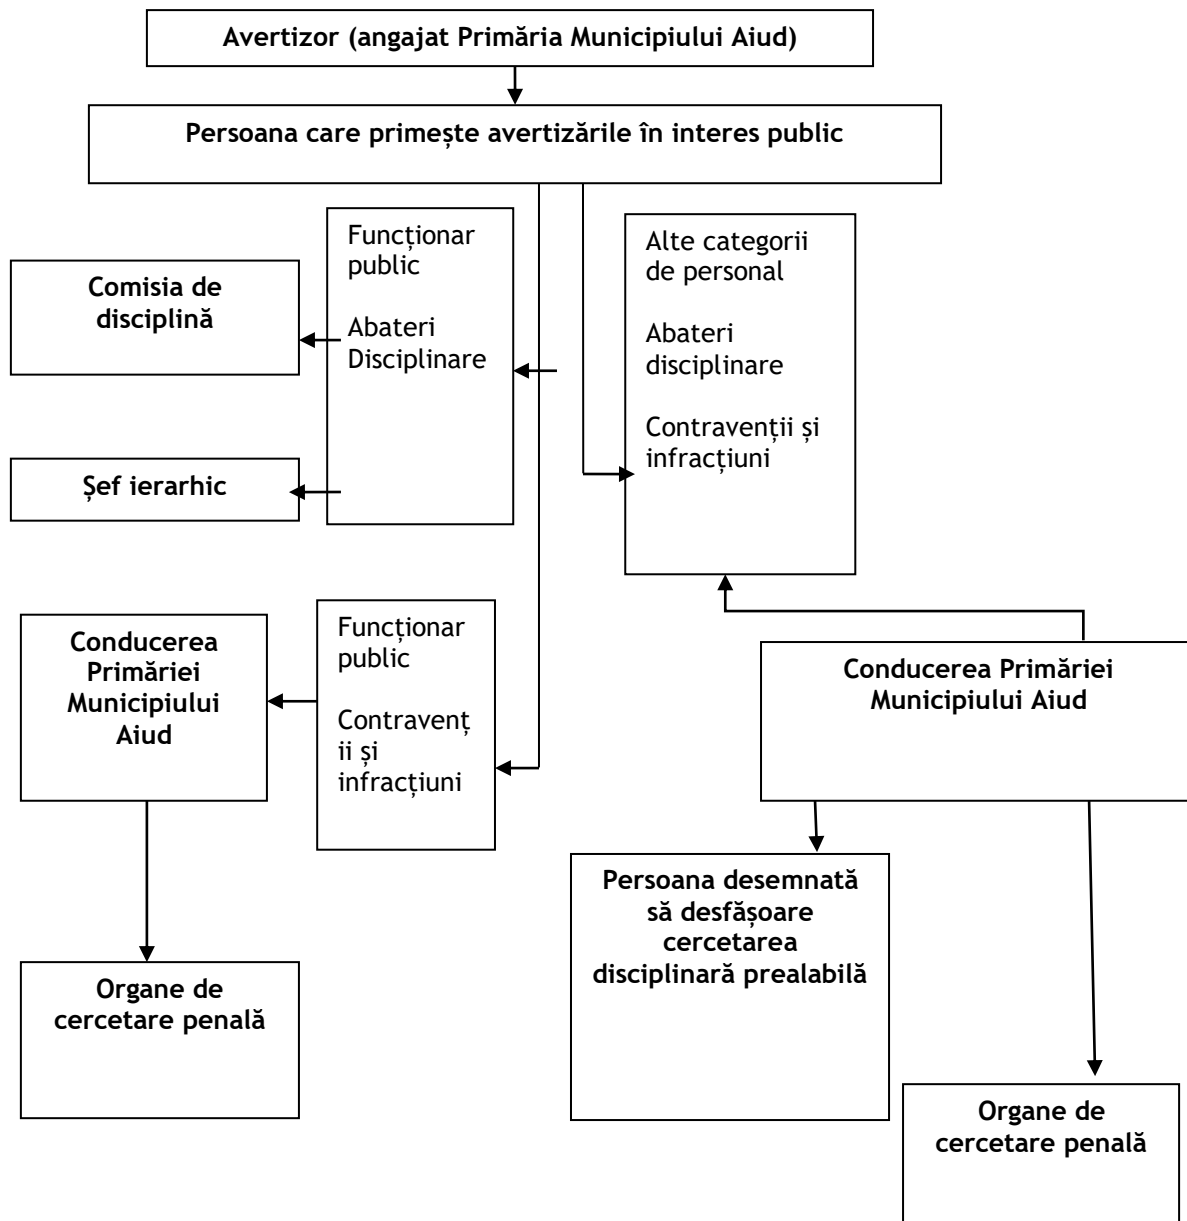 Avertizor (angajat Primăria Municipiului Aiud)
Persoana care primește avertizările în interes public
Funcționar
public
Abateri
Disciplinare
Alte categorii
de personal
Abateri
disciplinare
Contravenții și
infracțiuni
Comisia de
disciplină
Șef ierarhic
Conducerea
Primăriei
Municipiului
Aiud
Funcționar
public
Contravenț
ii și
infracțiuni
Conducerea Primăriei
Municipiului Aiud
Persoana desemnată
să desfășoare
cercetarea
disciplinară prealabilă
Organe de
cercetare penală
Organe de
cercetare penală